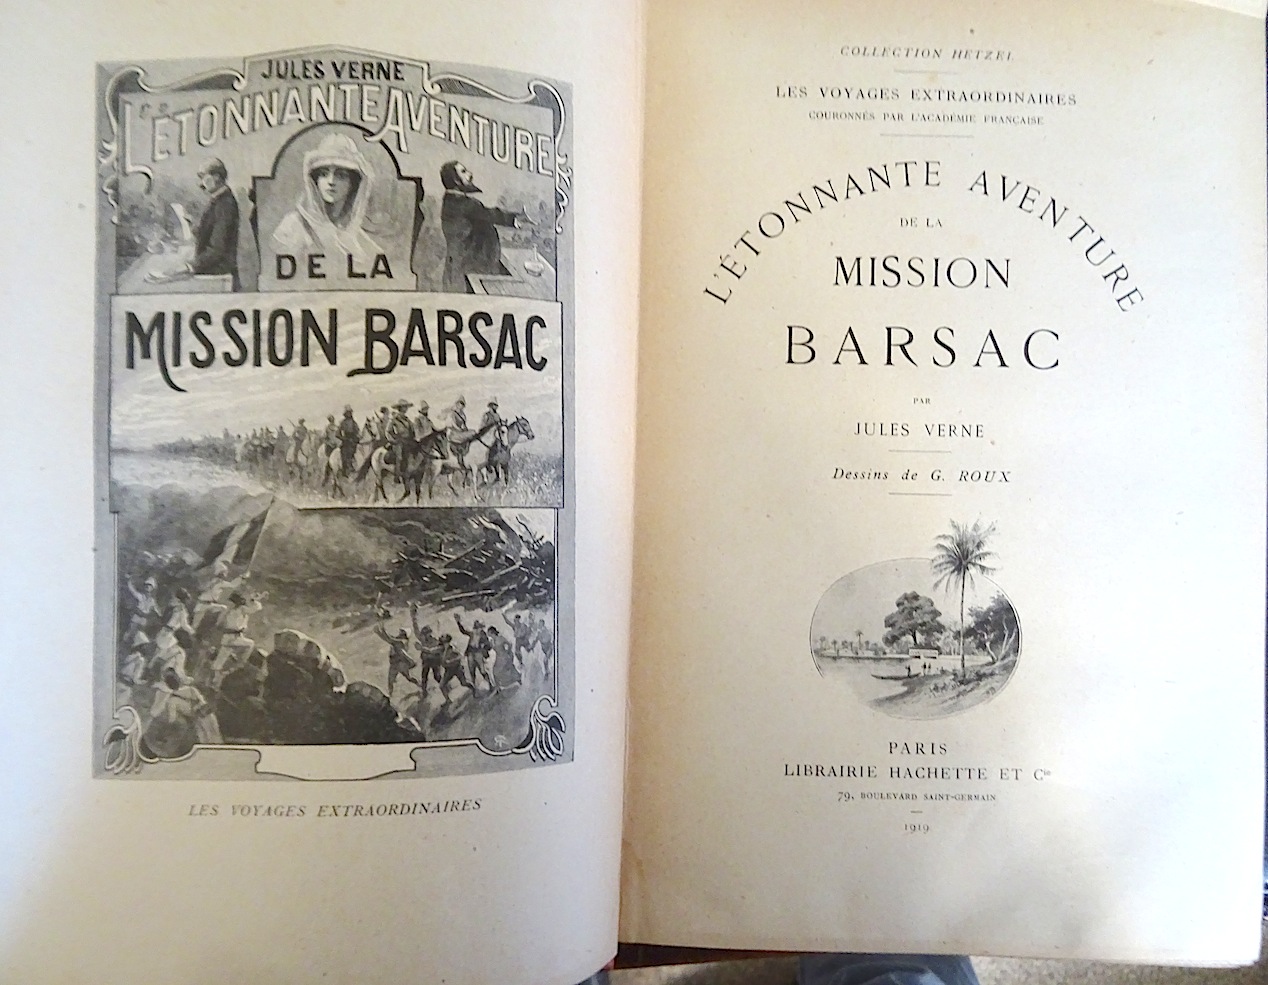 JULES VERNE
L'ÉTONNANTE AVENTURE
DE LA
MISSION BARSAC
LES VOYAGES EXTRAORDINAIRES
COLLECTION HETZEL
LES VOYAGES EXTRAORDINAIRES
COURONNÉS PAR L'ACADÉMIE FRANÇAISE
L'ÉTONNANTE AVENTURE
DE LA
MISSION
BARSAC
PAR
JULES VERNE
Dessins de G. ROUX
PARIS
LIBRAIRIE HACHETTE ET Cie
79, BOULEVARD SAINT-GERMAIN
1919